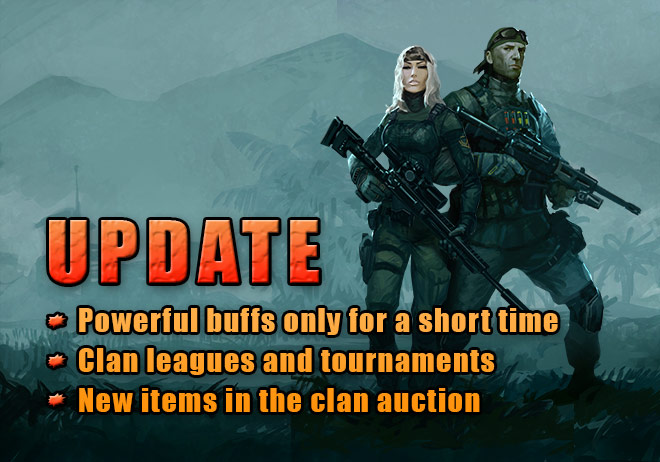 UPDATE
Powerful buffs only for a short time
Clan leagues and tournaments
New items in the clan auction